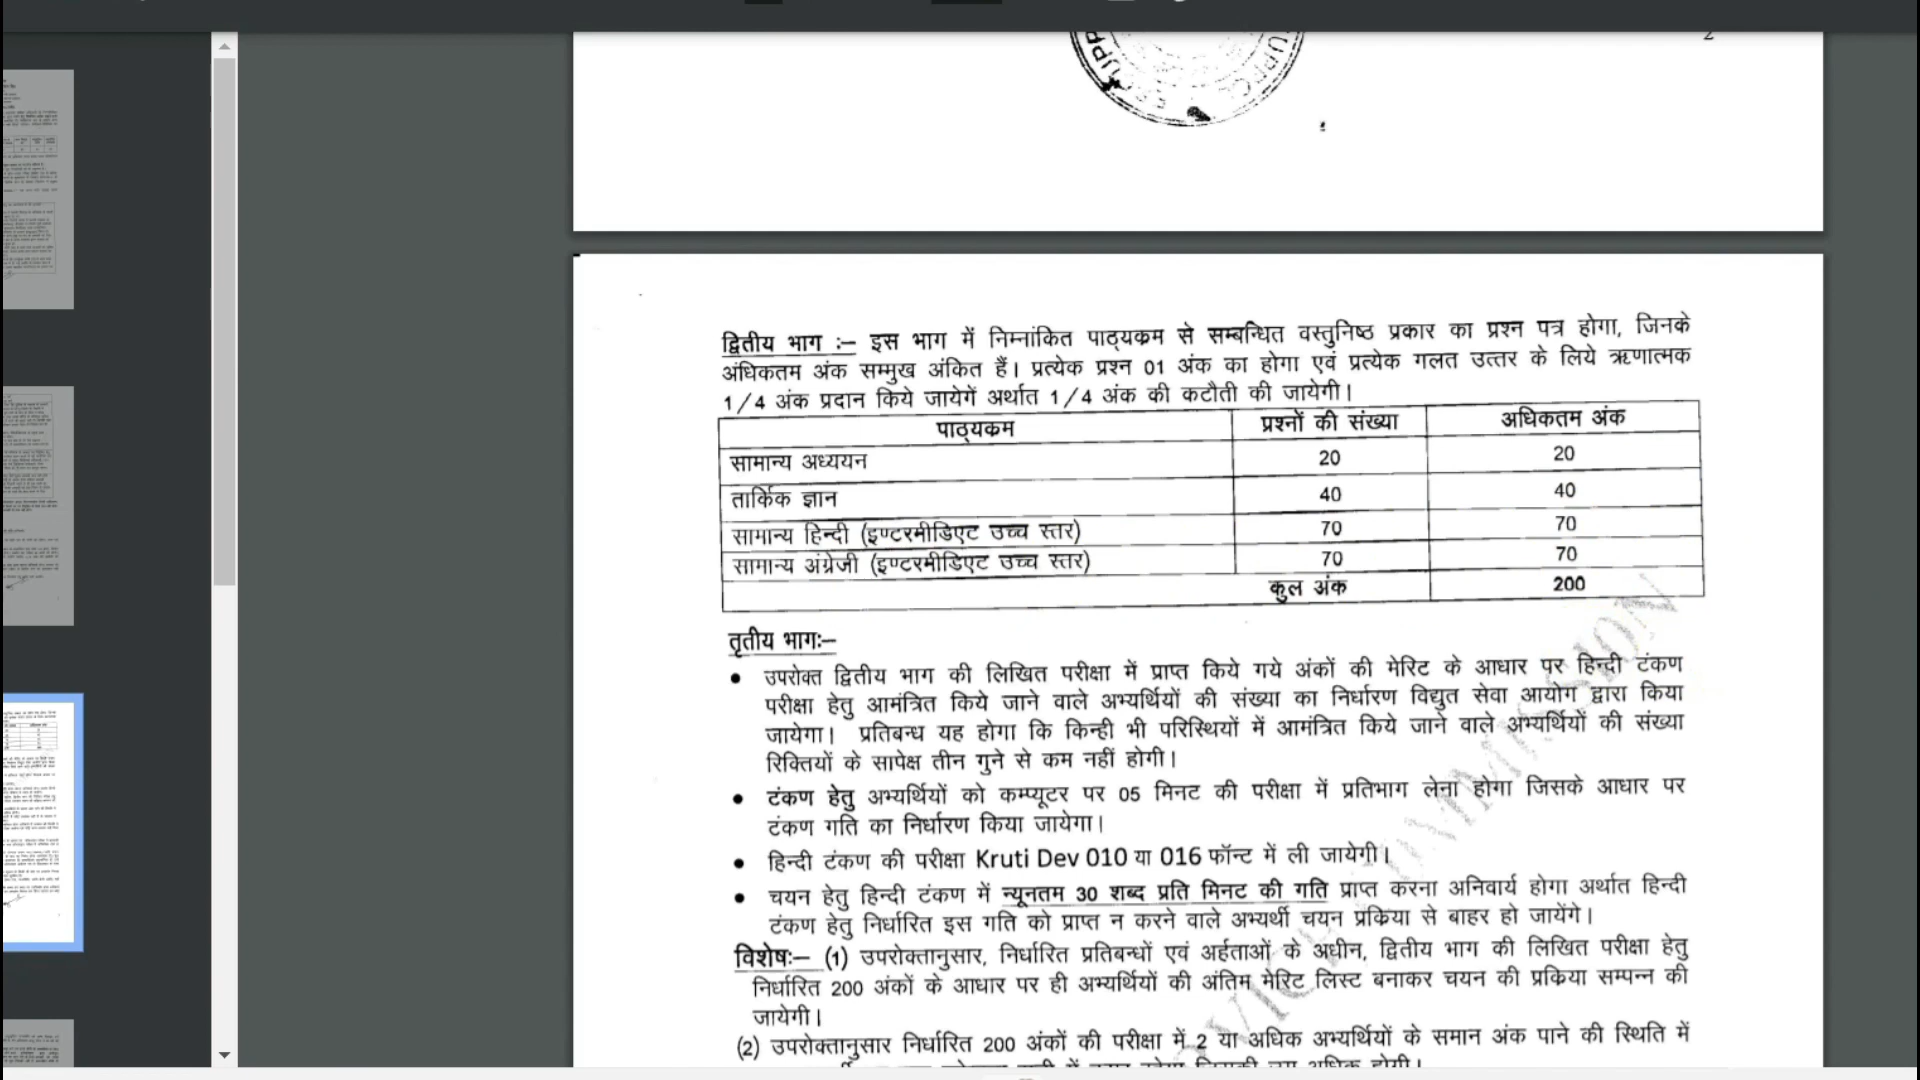 2
द्वितीय भाग :– इस भाग में निम्नांकित पाठ्यक्रम से सम्बन्धित वस्तुनिष्ठ प्रकार का प्रश्न पत्र होगा, जिनके
अधिकतम अंक सम्मुख अंकित हैं। प्रत्येक प्रश्न 01 अंक का होगा एवं प्रत्येक गलत उत्तर के लिये ऋणात्मक
1/4 अंक प्रदान किये जायेगें अर्थात 1/4 अंक की कटौती की जायेगी।
पाठ्यकम प्रश्नों की संख्या अधिकतम अंक
सामान्य अध्ययन 20 20
तार्किक ज्ञान 40 40
सामान्य हिन्दी (इण्टरमीडिएट उच्च स्तर) 70 70
सामान्य अंग्रेजी (इण्टरमीडिएट उच्च स्तर) 70 70
कुल अंक 200
तृतीय भागः–
• उपरोक्त द्वितीय भाग की लिखित परीक्षा में प्राप्त किये गये अंकों की मेरिट के आधार पर हिन्दी टंकण
परीक्षा हेतु आमंत्रित किये जाने वाले अभ्यर्थियों की संख्या का निर्धारण विद्युत सेवा आयोग द्वारा किया
जायेगा। प्रतिबन्ध यह होगा कि किन्ही भी परिस्थियों में आमंत्रित किये जाने वाले अभ्यर्थियों की संख्या
रिक्तियों के सापेक्ष तीन गुने से कम नहीं होगी।
• टंकण हेतु अभ्यर्थियों को कम्प्यूटर पर 05 मिनट की परीक्षा में प्रतिभाग लेना होगा जिसके आधार पर
टंकण गति का निर्धारण किया जायेगा।
• हिन्दी टंकण की परीक्षा Kruti Dev 010 या 016 फॉन्ट में ली जायेगी।
• चयन हेतु हिन्दी टंकण में न्यूनतम 30 शब्द प्रति मिनट की गति प्राप्त करना अनिवार्य होगा अर्थात हिन्दी
टंकण हेतु निर्धारित इस गति को प्राप्त न करने वाले अभ्यर्थी चयन प्रकिया से बाहर हो जायेंगे।
विशेषः– (1) उपरोक्तानुसार, निर्धारित प्रतिबन्धों एवं अर्हताओं के अधीन, द्वितीय भाग की लिखित परीक्षा हेतु
निर्धारित 200 अंकों के आधार पर ही अभ्यर्थियों की अंतिम मेरिट लिस्ट बनाकर चयन की प्रकिया सम्पन्न की
जायेगी।
(2) उपरोक्तानुसार निर्धारित 200 अंकों की परीक्षा में 2 या अधिक अभ्यर्थियों के समान अंक पाने की स्थिति में